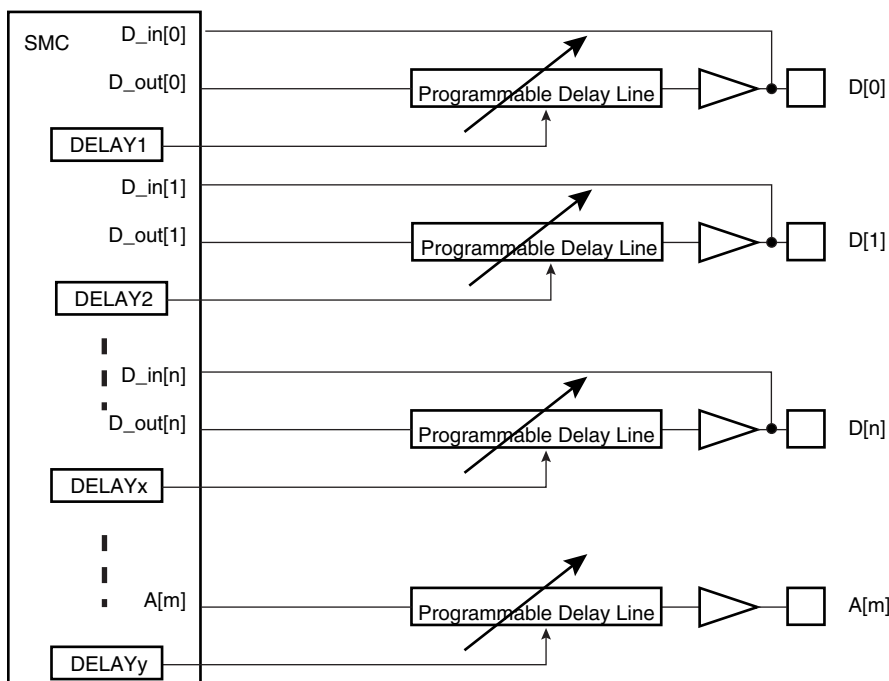 SMC
D_in[0]
D_out[0]
Programmable Delay Line
D[0]
DELAY1
D_in[1]
D_out[1]
Programmable Delay Line
D[1]
DELAY2
D_in[n]
D_out[n]
Programmable Delay Line
D[n]
DELAYx
A[m]
Programmable Delay Line
A[m]
DELAYy